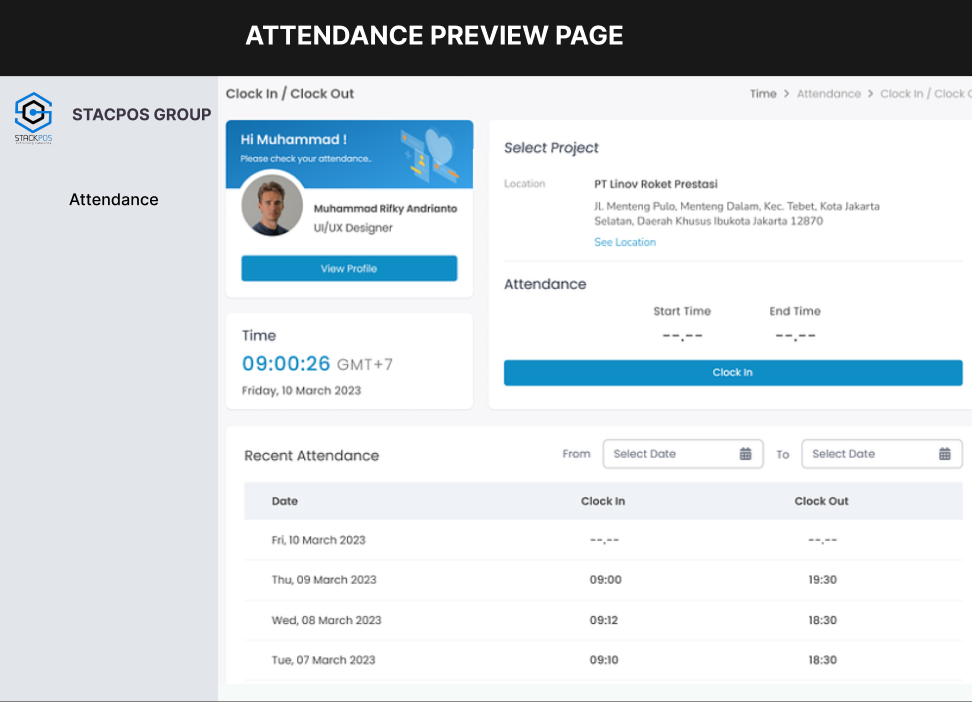 ATTENDANCE PREVIEW PAGE
STACKPOS
STACPOS GROUP
Attendance
Clock In / Clock Out
Time > Attendance > Clock In / Clock
Hi Muhammad !
Please check your attendance..
Muhammad Rifky Andrianto
UI/UX Designer
View Profile
Time
09:00:26 GMT+7
Friday, 10 March 2023
Select Project
Location
PT Linov Roket Prestasi
Jl. Menteng Pulo, Menteng Dalam, Kec. Tebet, Kota Jakarta
Selatan, Daerah Khusus Ibukota Jakarta 12870
See Location
Attendance
Start Time End Time
--.-- --.--
Clock In
Recent Attendance From Select Date To Select Date
Date Clock In Clock Out
Fri, 10 March 2023 --.-- --.--
Thu, 09 March 2023 09:00 19:30
Wed, 08 March 2023 09:12 18:30
Tue, 07 March 2023 09:10 18:30